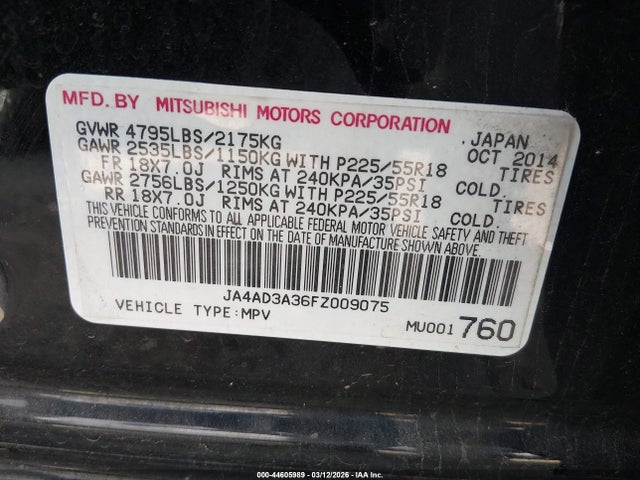 MFD. BY MITSUBISHI MOTORS CORPORATION
GVWR 4795LBS/2175KG , JAPAN
GAWR 2535LBS/1150KG WITH P225/55R18 OCT 2014
FR 18X7.0J RIMS AT 240KPA/35PSI COLD. TIRES
GAWR 2756LBS/1250KG WITH P225/55R18 TIRES
RR 18X7.0J RIMS AT 240KPA/35PSI COLD.
THIS VEHICLE CONFORMS TO ALL APPLICABLE FEDERAL MOTOR VEHICLE SAFETY AND THEFT
PREVENTION STANDARDS IN EFFECT ON THE DATE OF MANUFACTURE SHOWN ABOVE.
JA4AD3A36FZ009075
VEHICLE TYPE:MPV MU001 760
000-44605989 - 03/12/2026 - IAA Inc.